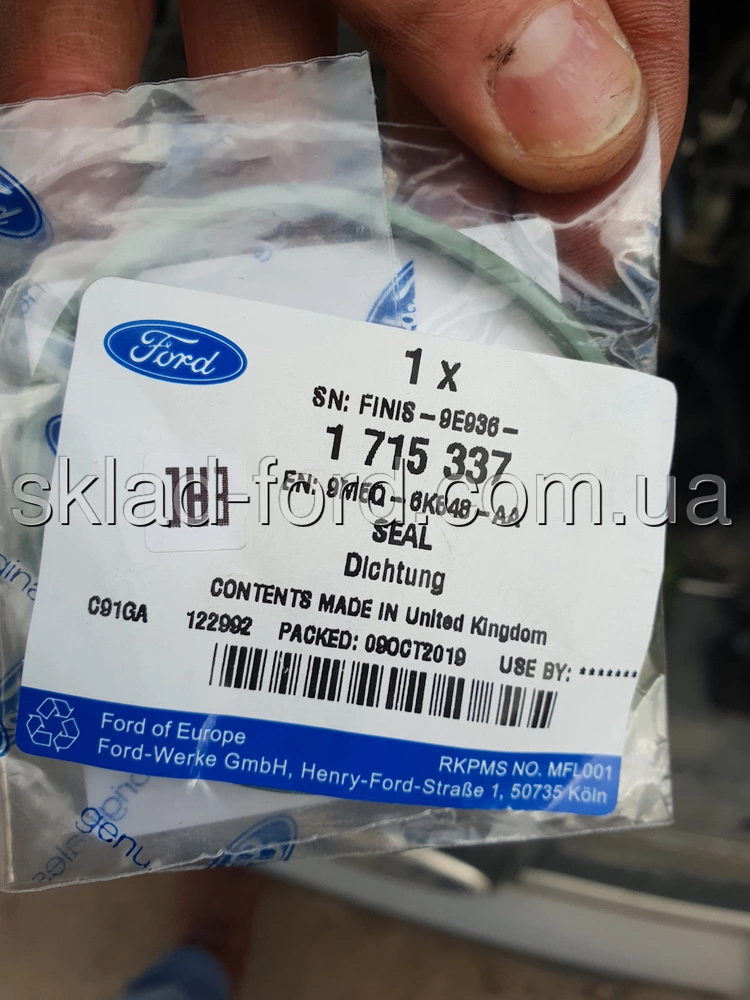 Ford
1 X
SN: FINIS-9E936-
1 715 337
sklad-ford.com.ua
SEAL
Dichtung
CONTENTS MADE IN United Kingdom
C91GA 122992 PACKED: 09OCT2019 USE BY: *******
Ford of Europe
Ford-Werke GmbH, Henry-Ford-Straße 1, 50735 Köln
RKPMS NO. MFL001
genu